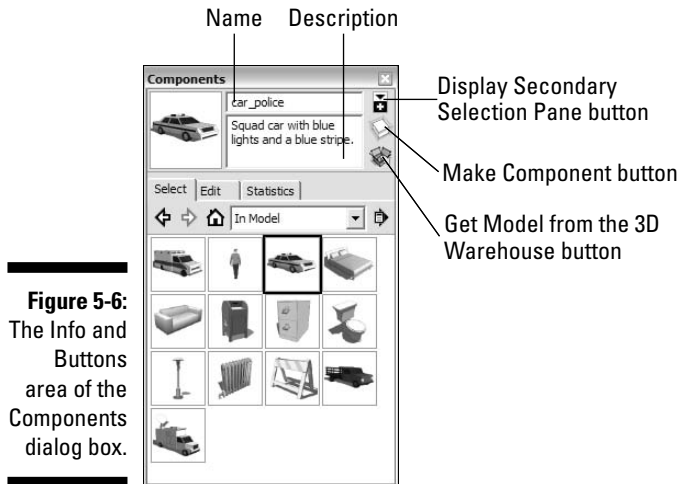 Name Description
Components
car_police
Squad car with blue
lights and a blue stripe.
Display Secondary
Selection Pane button
Make Component button
Get Model from the 3D
Warehouse button
Select Edit Statistics
In Model
Figure 5-6:
The Info and
Buttons
area of the
Components
dialog box.